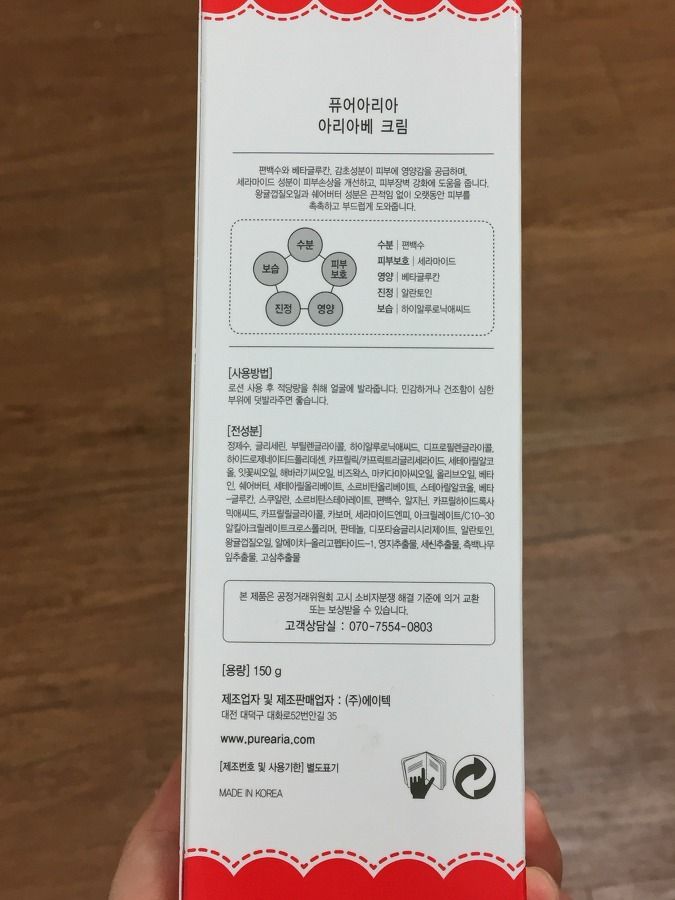 퓨어아리아
아리아베 크림
편백수와 베타글루칸, 감초성분이 피부에 영양감을 공급하며,
세라마이드 성분이 피부손상을 개선하고, 피부장벽 강화에 도움을 줍니다.
왕귤껍질오일과 쉐어버터 성분은 끈적임 없이 오랫동안 피부를
촉촉하고 부드럽게 도와줍니다.
수분
보습
피부
보호
진정
영양
수분 | 편백수
피부보호 | 세라마이드
영양 | 베타글루칸
진정 | 알란토인
보습 | 하이알루로닉애씨드
[사용방법]
로션 사용 후 적당량을 취해 얼굴에 발라줍니다. 민감하거나 건조함이 심한
부위에 덧발라주면 좋습니다.
[전성분]
정제수, 글리세린, 부틸렌글라이콜, 하이알루로닉애씨드, 디프로필렌글라이콜,
하이드로제네이티드폴리데센, 카프릴릭/카프릭트리글리세라이드, 세테아릴알코
올, 잇꽃씨오일, 해바라기씨오일, 비즈왁스, 마카다미아씨오일, 올리브오일, 베타
인, 쉐어버터, 세테아릴올리베이트, 소르비탄올리베이트, 스테아릴알코올, 베타
-글루칸, 스쿠알란, 소르비탄스테아레이트, 편백수, 알지닌, 카프릴하이드록사
믹애씨드, 카프릴릴글라이콜, 카보머, 세라마이드엔피, 아크릴레이트/C10-30
알킬아크릴레이트크로스폴리머, 판테놀, 디포타슘글리시리제이트, 알란토인,
왕귤껍질오일, 알에이치-올리고펩타이드-1, 영지추출물, 세신추출물, 측백나무
잎추출물, 고삼추출물
본 제품은 공정거래위원회 고시 소비자분쟁 해결 기준에 의거 교환
또는 보상받을 수 있습니다.
고객상담실 : 070-7554-0803
[용량] 150 g
제조업자 및 제조판매업자 : (주)에이텍
대전 대덕구 대화로52번안길 35
www.purearia.com
[제조번호 및 사용기한] 별도표기
MADE IN KOREA